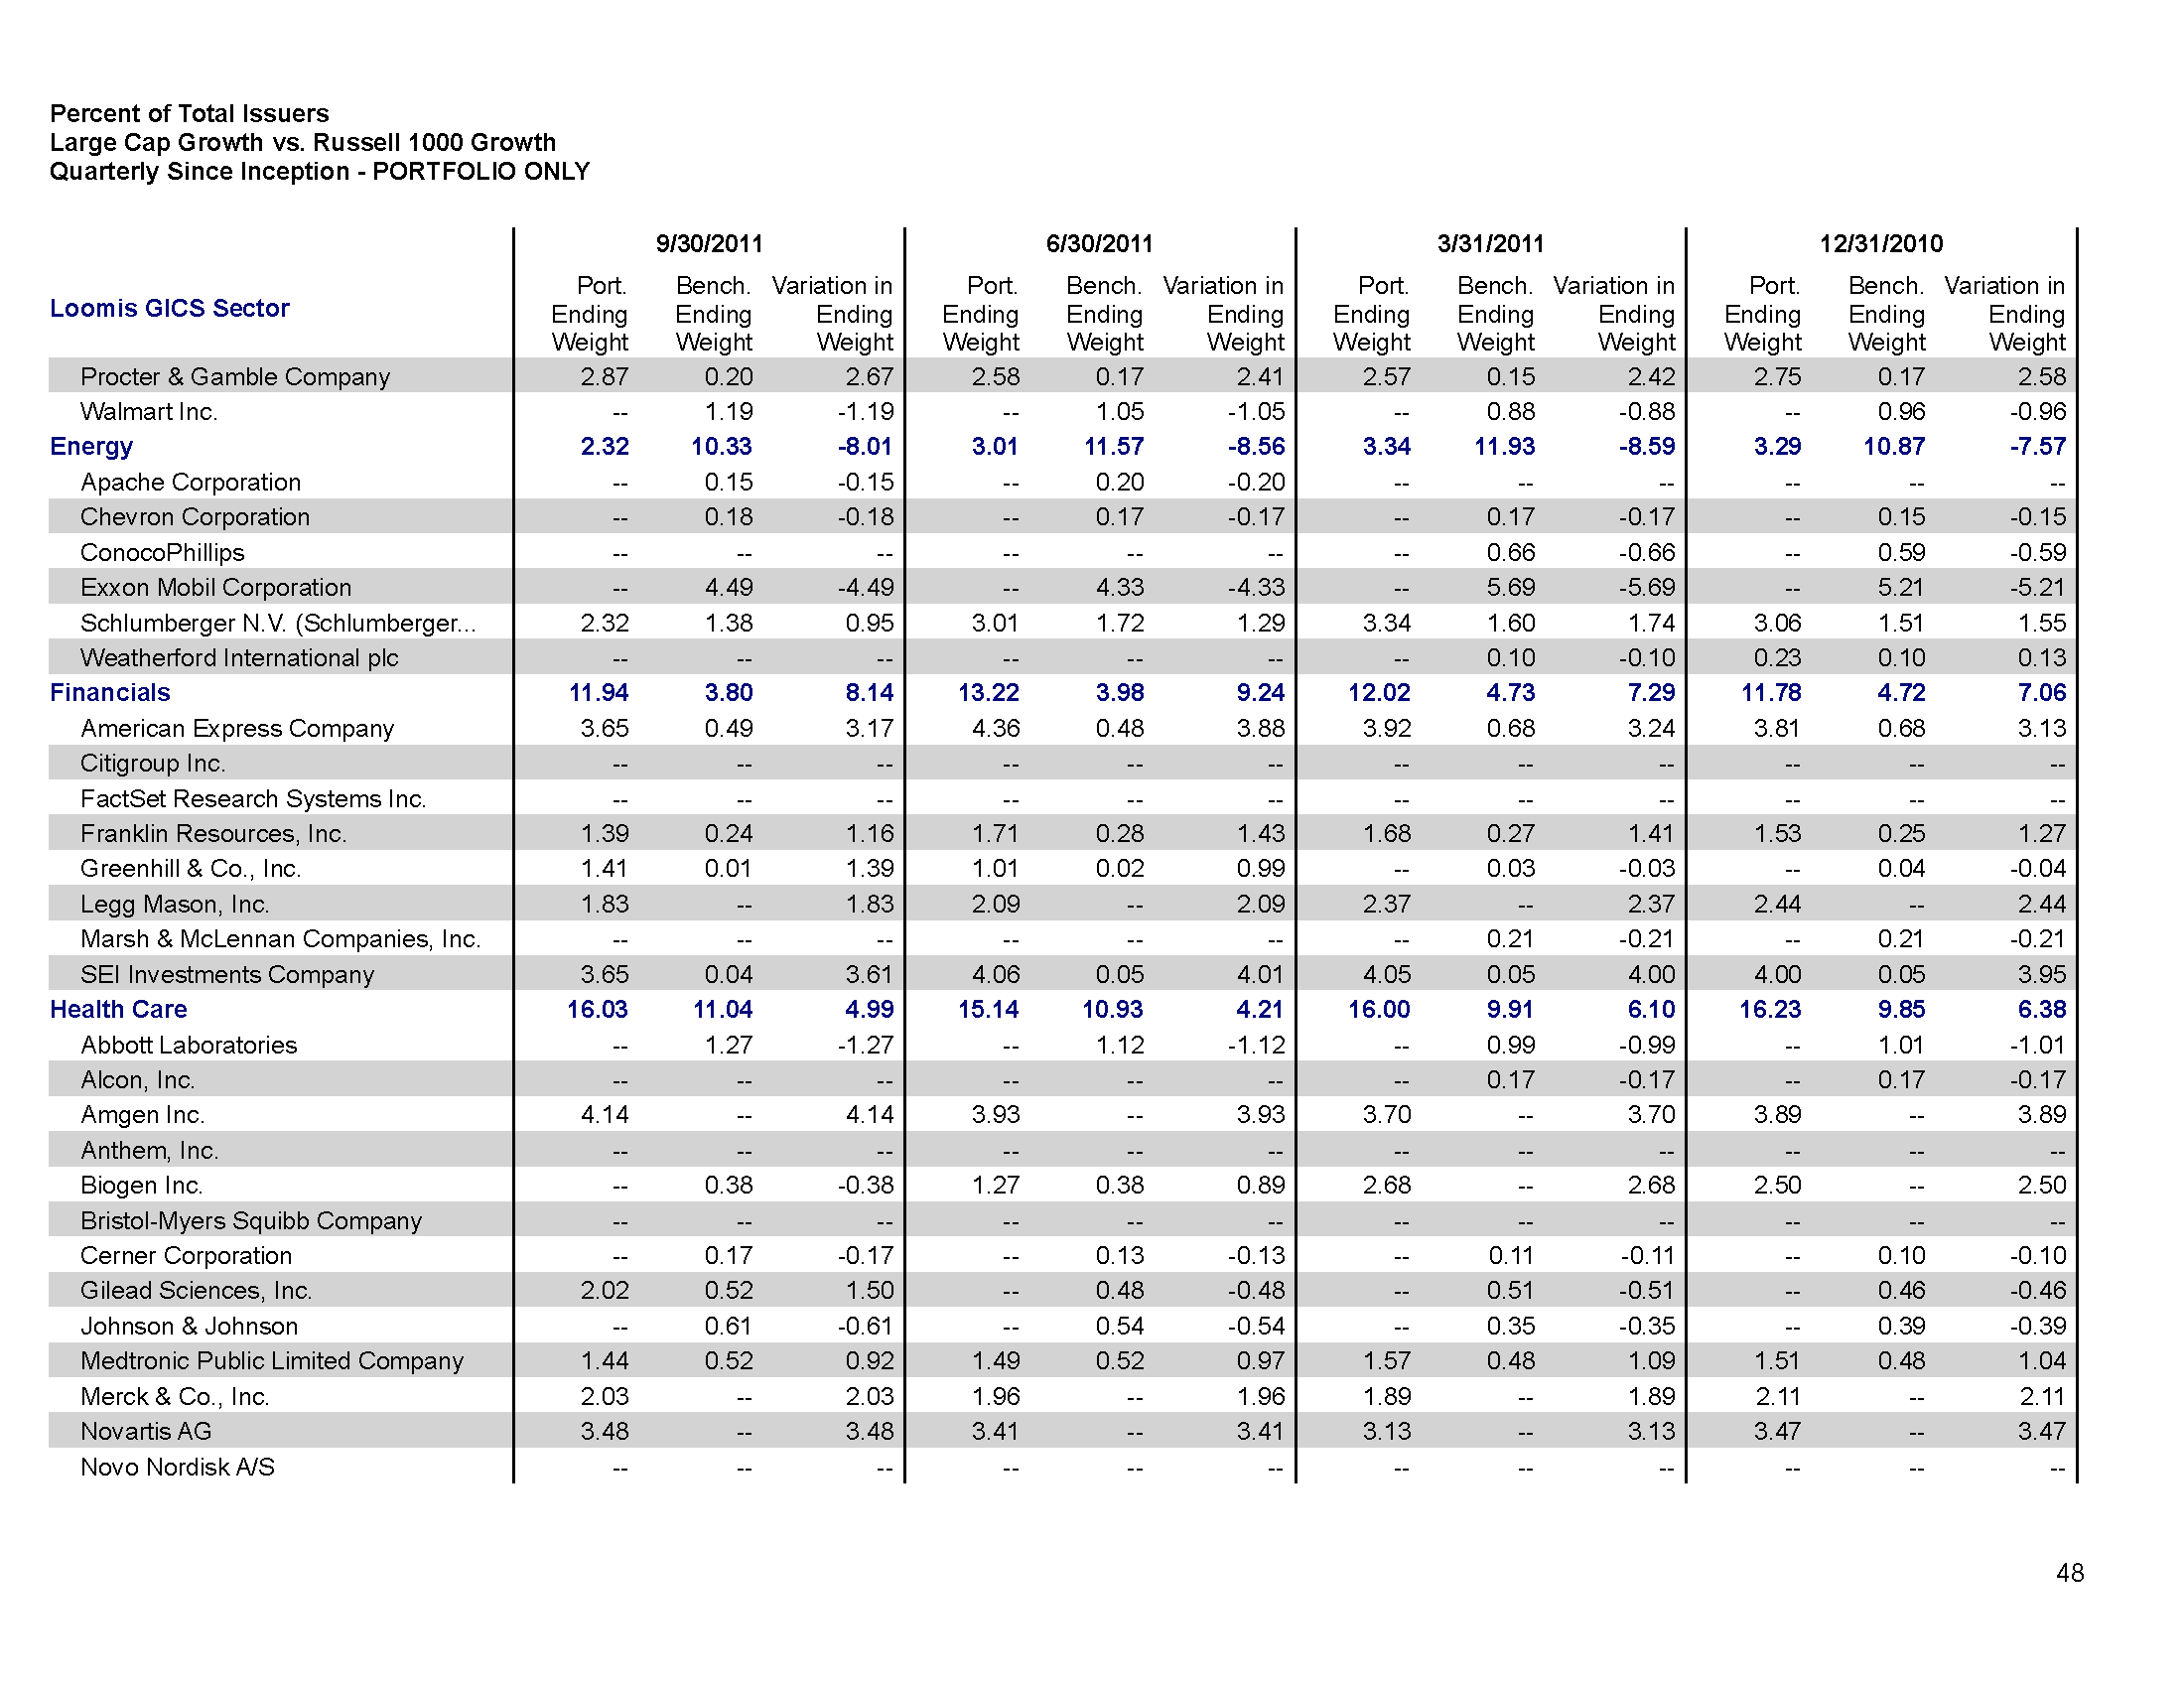 Percent of Total Issuers
Large Cap Growth vs. Russell 1000 Growth
Quarterly Since Inception - PORTFOLIO ONLY
9/30/2011 6/30/2011 3/31/2011 12/31/2010
Loomis GICS Sector
Port. Bench. Variation in Port. Bench. Variation in Port. Bench. Variation in Port. Bench. Variation in
Ending Ending Ending Ending Ending Ending Ending Ending Ending Ending Ending Ending
Weight Weight Weight Weight Weight Weight Weight Weight Weight Weight Weight Weight
Procter & Gamble Company 2.87 0.20 2.67 2.58 0.17 2.41 2.57 0.15 2.42 2.75 0.17 2.58
Walmart Inc. -- 1.19 -1.19 -- 1.05 -1.05 -- 0.88 -0.88 -- 0.96 -0.96
Energy 2.32 10.33 -8.01 3.01 11.57 -8.56 3.34 11.93 -8.59 3.29 10.87 -7.57
Apache Corporation -- 0.15 -0.15 -- 0.20 -0.20 -- -- -- -- -- --
Chevron Corporation -- 0.18 -0.18 -- 0.17 -0.17 -- 0.17 -0.17 -- 0.15 -0.15
ConocoPhillips -- -- -- -- -- -- -- 0.66 -0.66 -- 0.59 -0.59
Exxon Mobil Corporation -- 4.49 -4.49 -- 4.33 -4.33 -- 5.69 -5.69 -- 5.21 -5.21
Schlumberger N.V. (Schlumberger... 2.32 1.38 0.95 3.01 1.72 1.29 3.34 1.60 1.74 3.06 1.51 1.55
Weatherford International plc -- -- -- -- -- -- -- 0.10 -0.10 0.23 0.10 0.13
Financials 11.94 3.80 8.14 13.22 3.98 9.24 12.02 4.73 7.29 11.78 4.72 7.06
American Express Company 3.65 0.49 3.17 4.36 0.48 3.88 3.92 0.68 3.24 3.81 0.68 3.13
Citigroup Inc. -- -- -- -- -- -- -- -- -- -- -- --
FactSet Research Systems Inc. -- -- -- -- -- -- -- -- -- -- -- --
Franklin Resources, Inc. 1.39 0.24 1.16 1.71 0.28 1.43 1.68 0.27 1.41 1.53 0.25 1.27
Greenhill & Co., Inc. 1.41 0.01 1.39 1.01 0.02 0.99 -- 0.03 -0.03 -- 0.04 -0.04
Legg Mason, Inc. 1.83 -- 1.83 2.09 -- 2.09 2.37 -- 2.37 2.44 -- 2.44
Marsh & McLennan Companies, Inc. -- -- -- -- -- -- -- 0.21 -0.21 -- 0.21 -0.21
SEI Investments Company 3.65 0.04 3.61 4.06 0.05 4.01 4.05 0.05 4.00 4.00 0.05 3.95
Health Care 16.03 11.04 4.99 15.14 10.93 4.21 16.00 9.91 6.10 16.23 9.85 6.38
Abbott Laboratories -- 1.27 -1.27 -- 1.12 -1.12 -- 0.99 -0.99 -- 1.01 -1.01
Alcon, Inc. -- -- -- -- -- -- -- 0.17 -0.17 -- 0.17 -0.17
Amgen Inc. 4.14 -- 4.14 3.93 -- 3.93 3.70 -- 3.70 3.89 -- 3.89
Anthem, Inc. -- -- -- -- -- -- -- -- -- -- -- --
Biogen Inc. -- 0.38 -0.38 1.27 0.38 0.89 2.68 -- 2.68 2.50 -- 2.50
Bristol-Myers Squibb Company -- -- -- -- -- -- -- -- -- -- -- --
Cerner Corporation -- 0.17 -0.17 -- 0.13 -0.13 -- 0.11 -0.11 -- 0.10 -0.10
Gilead Sciences, Inc. 2.02 0.52 1.50 -- 0.48 -0.48 -- 0.51 -0.51 -- 0.46 -0.46
Johnson & Johnson -- 0.61 -0.61 -- 0.54 -0.54 -- 0.35 -0.35 -- 0.39 -0.39
Medtronic Public Limited Company 1.44 0.52 0.92 1.49 0.52 0.97 1.57 0.48 1.09 1.51 0.48 1.04
Merck & Co., Inc. 2.03 -- 2.03 1.96 -- 1.96 1.89 -- 1.89 2.11 -- 2.11
Novartis AG 3.48 -- 3.48 3.41 -- 3.41 3.13 -- 3.13 3.47 -- 3.47
Novo Nordisk A/S -- -- -- -- -- -- -- -- -- -- -- --
48